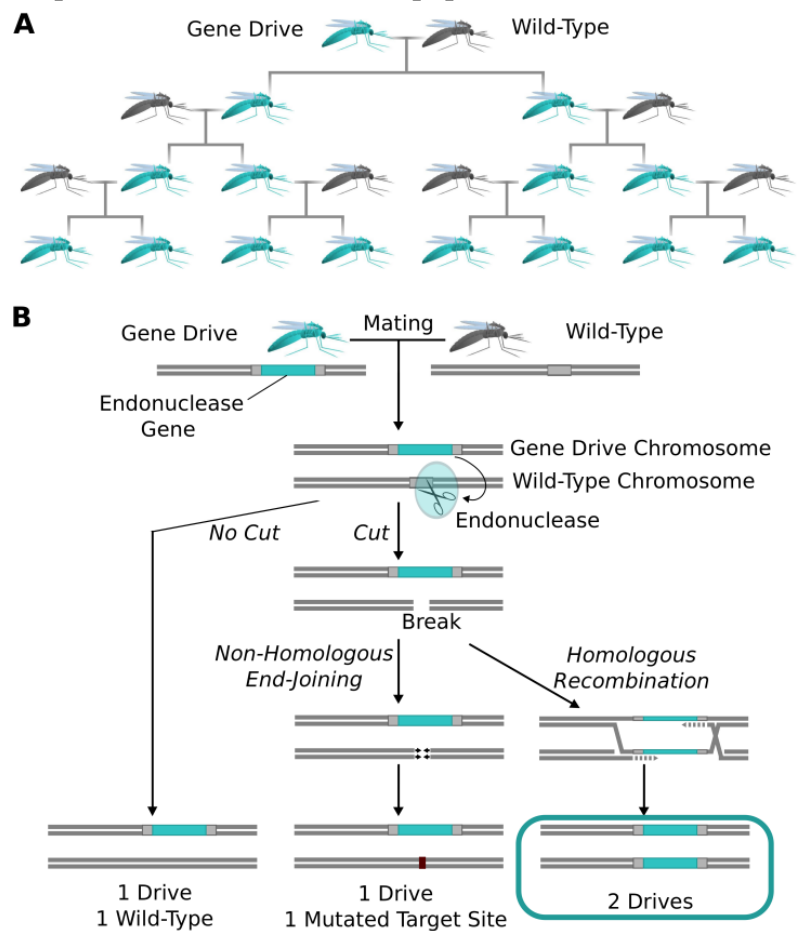 A
Gene Drive
Wild-Type
B
Gene Drive
Mating
Wild-Type
Endonuclease
Gene
Gene Drive Chromosome
Wild-Type Chromosome
Endonuclease
No Cut
Cut
Break
Non-Homologous
End-Joining
Homologous
Recombination
1 Drive
1 Wild-Type
1 Drive
1 Mutated Target Site
2 Drives